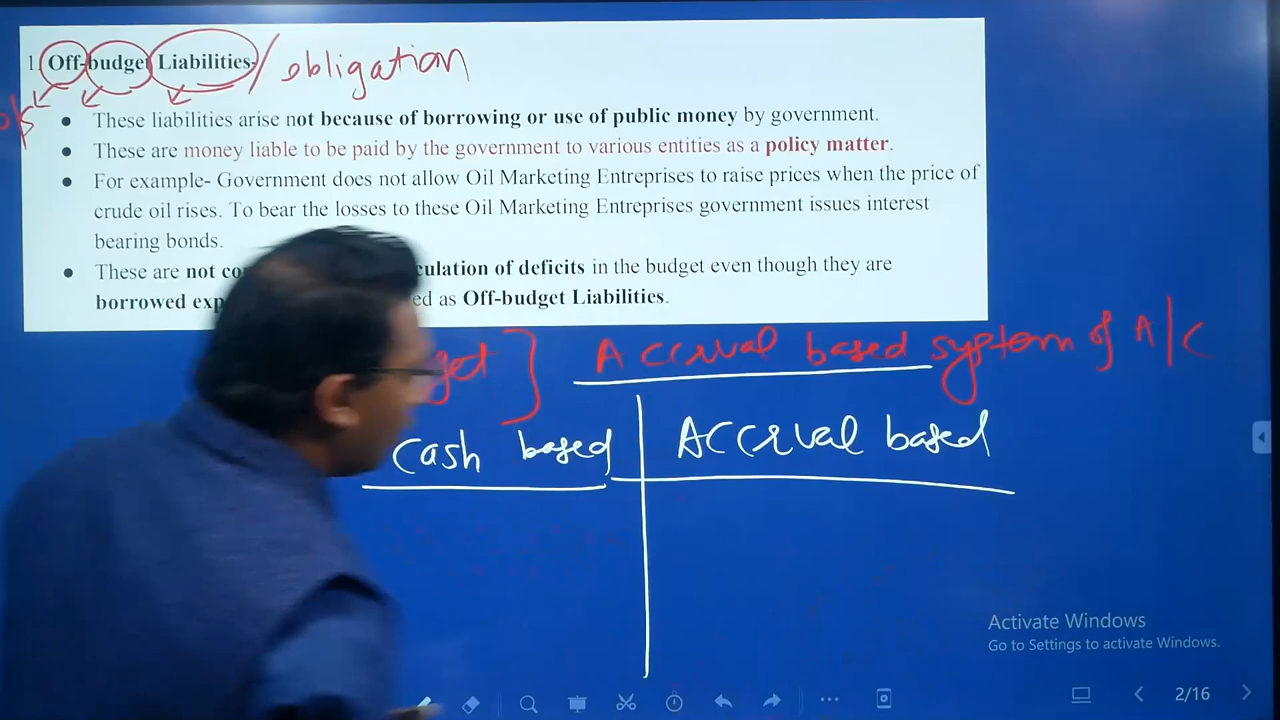 1. Off-budget Liabilities- / obligation
These liabilities arise not because of borrowing or use of public money by government.
These are money liable to be paid by the government to various entities as a policy matter.
For example- Government does not allow Oil Marketing Entreprises to raise prices when the price of
crude oil rises. To bear the losses to these Oil Marketing Entreprises government issues interest
bearing bonds.
These are not co culation of deficits in the budget even though they are
borrowed exp ed as Off-budget Liabilities.
get } Accrual based system of A/C
Cash based Accrual based
Activate Windows
Go to Settings to activate Windows.
2/16